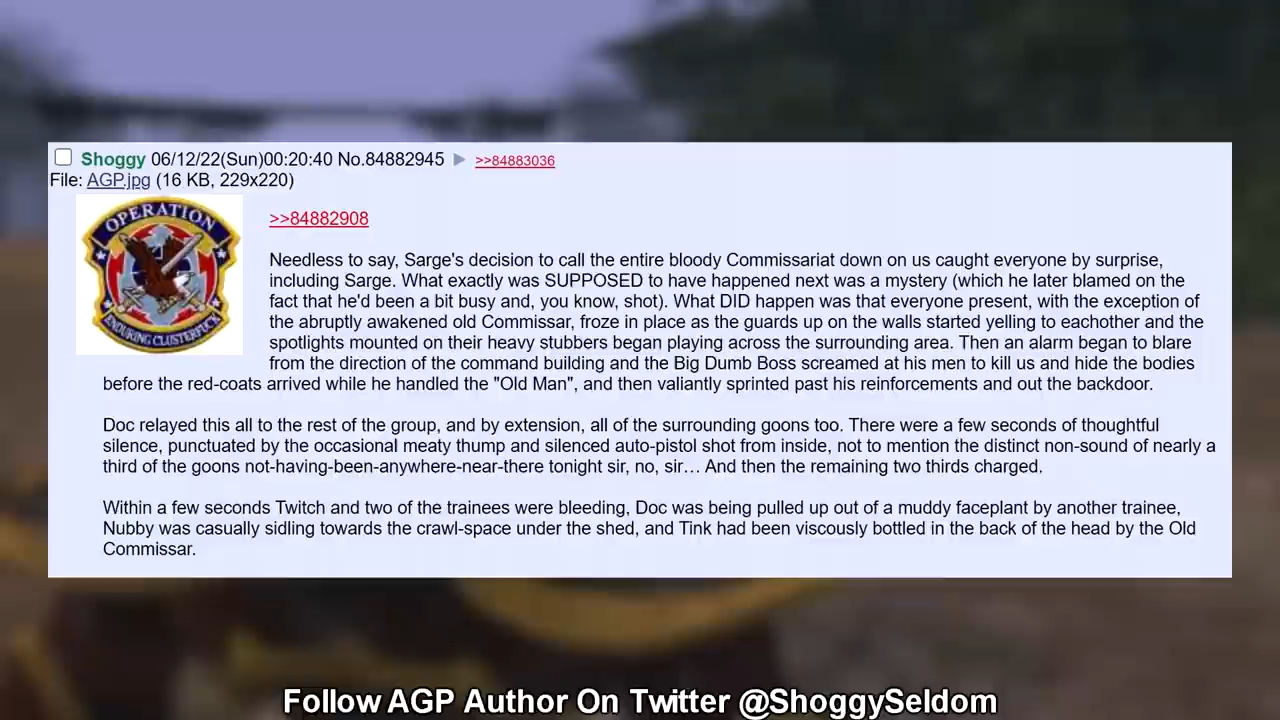 Shoggy 06/12/22(Sun)00:20:40 No.84882945 ▶ >>84883036
File: AGP.jpg (16 KB, 229x220)
OPERATION
ENDURING CLUSTERFUCK
>>84882908
Needless to say, Sarge's decision to call the entire bloody Commissariat down on us caught everyone by surprise,
including Sarge. What exactly was SUPPOSED to have happened next was a mystery (which he later blamed on the
fact that he'd been a bit busy and, you know, shot). What DID happen was that everyone present, with the exception of
the abruptly awakened old Commissar, froze in place as the guards up on the walls started yelling to eachother and the
spotlights mounted on their heavy stubbers began playing across the surrounding area. Then an alarm began to blare
from the direction of the command building and the Big Dumb Boss screamed at his men to kill us and hide the bodies
before the red-coats arrived while he handled the "Old Man", and then valiantly sprinted past his reinforcements and out the backdoor.
Doc relayed this all to the rest of the group, and by extension, all of the surrounding goons too. There were a few seconds of thoughtful
silence, punctuated by the occasional meaty thump and silenced auto-pistol shot from inside, not to mention the distinct non-sound of nearly a
third of the goons not-having-been-anywhere-near-there tonight sir, no, sir… And then the remaining two thirds charged.
Within a few seconds Twitch and two of the trainees were bleeding, Doc was being pulled up out of a muddy faceplant by another trainee,
Nubby was casually sidling towards the crawl-space under the shed, and Tink had been viscously bottled in the back of the head by the Old
Commissar.
Follow AGP Author On Twitter @ShoggySeldom